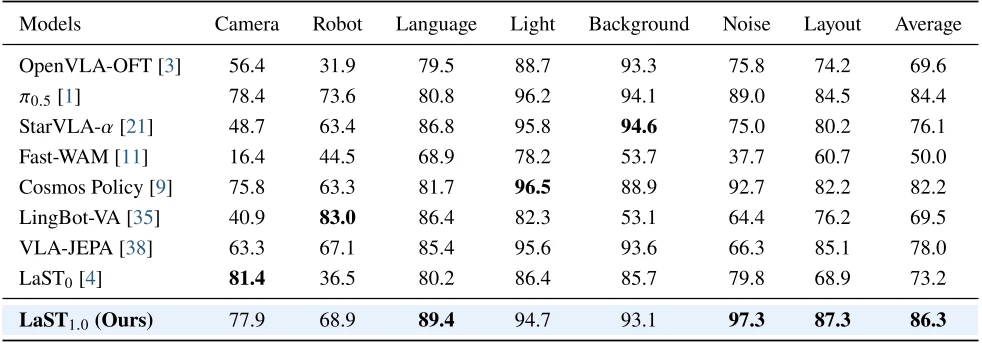 Models Camera Robot Language Light Background Noise Layout Average
OpenVLA-OFT [3] 56.4 31.9 79.5 88.7 93.3 75.8 74.2 69.6
π0.5 [1] 78.4 73.6 80.8 96.2 94.1 89.0 84.5 84.4
StarVLA-α [21] 48.7 63.4 86.8 95.8 94.6 75.0 80.2 76.1
Fast-WAM [11] 16.4 44.5 68.9 78.2 53.7 37.7 60.7 50.0
Cosmos Policy [9] 75.8 63.3 81.7 96.5 88.9 92.7 82.2 82.2
LingBot-VA [35] 40.9 83.0 86.4 82.3 53.1 64.4 76.2 69.5
VLA-JEPA [38] 63.3 67.1 85.4 95.6 93.6 66.3 85.1 78.0
LaST0 [4] 81.4 36.5 80.2 86.4 85.7 79.8 68.9 73.2
LaST1.0 (Ours) 77.9 68.9 89.4 94.7 93.1 97.3 87.3 86.3